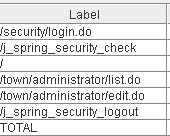 Label
/security/login.do
/j_spring_security_check
/
/town/administrator/list.do
/town/administrator/edit.do
/j_spring_security_logout
TOTAL